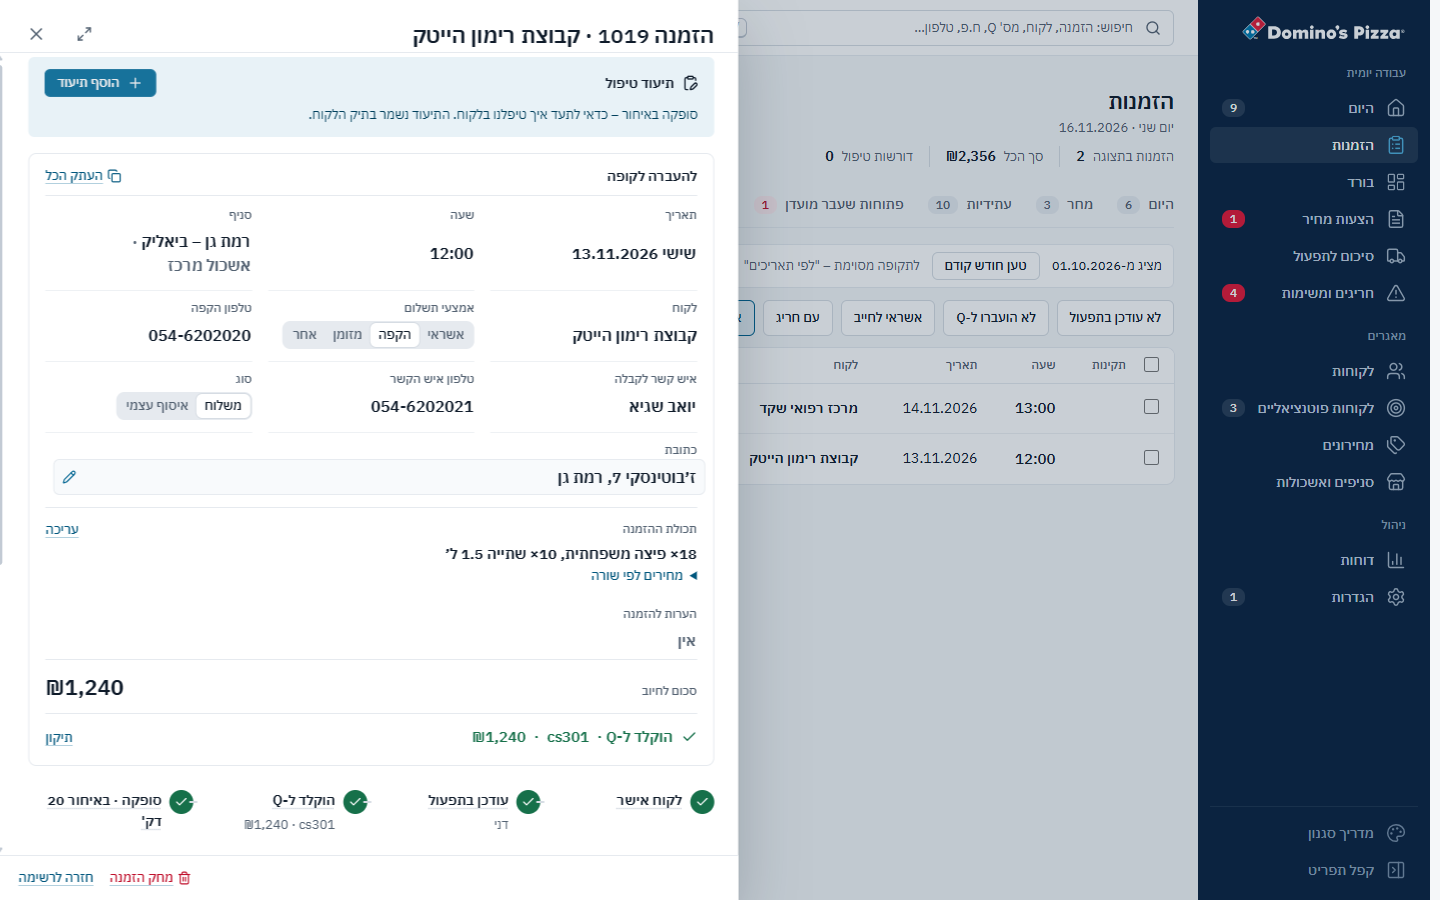 Domino's Pizza
עבודה יומית
היום 9
הזמנות
בורד
הצעות מחיר 1
סיכום לתפעול
חריגים ומשימות 4
מאגרים
לקוחות
לקוחות פוטנציאליים 3
מחירונים
סניפים ואשכולות
ניהול
דוחות
הגדרות 1
מדריך סגנון
קפל תפריט
חיפוש: הזמנה, לקוח, מס' Q, ח.פ, טלפון...
הזמנות
יום שני · 16.11.2026
הזמנות בתצוגה 2 סך הכל ₪2,356 דורשות טיפול 0
היום 6 מחר 3 עתידיות 10 פתוחות שעבר מועדן 1
מציג מ-01.10.2026 טען חודש קודם לתקופה מסוימת – "לפי תאריכים"
לא עודכן בתפעול לא הועברו ל-Q אשראי לחייב עם חריג
תקינות שעה תאריך לקוח
13:00 14.11.2026 מרכז רפואי שקד
12:00 13.11.2026 קבוצת רימון הייטק
הזמנה 1019 · קבוצת רימון הייטק
תיעוד טיפול
הוסף תיעוד
סופקה באיחור – כדאי לתעד איך טיפלנו בלקוח. התיעוד נשמר בתיק הלקוח.
להעברה לקופה
העתק הכל
תאריך שעה סניף
שישי 13.11.2026 12:00 רמת גן – ביאליק ·
אשכול מרכז
לקוח אמצעי תשלום טלפון הקפה
קבוצת רימון הייטק אשראי הקפה מזומן אחר 054-6202020
איש קשר לקבלה טלפון איש הקשר סוג
יואב שגיא 054-6202021 משלוח איסוף עצמי
כתובת
ז'בוטינסקי 7, רמת גן
תכולת ההזמנה עריכה
18× פיצה משפחתית, 10× שתייה 1.5 ל'
מחירים לפי שורה
הערות להזמנה
אין
סכום לחיוב ₪1,240
הוקלד ל-Q · cs301 · ₪1,240 תיקון
לקוח אישר
עודכן בתפעול
דני
הוקלד ל-Q
cs301 · ₪1,240
סופקה · באיחור 20
דק'
מחק הזמנה חזרה לרשימה